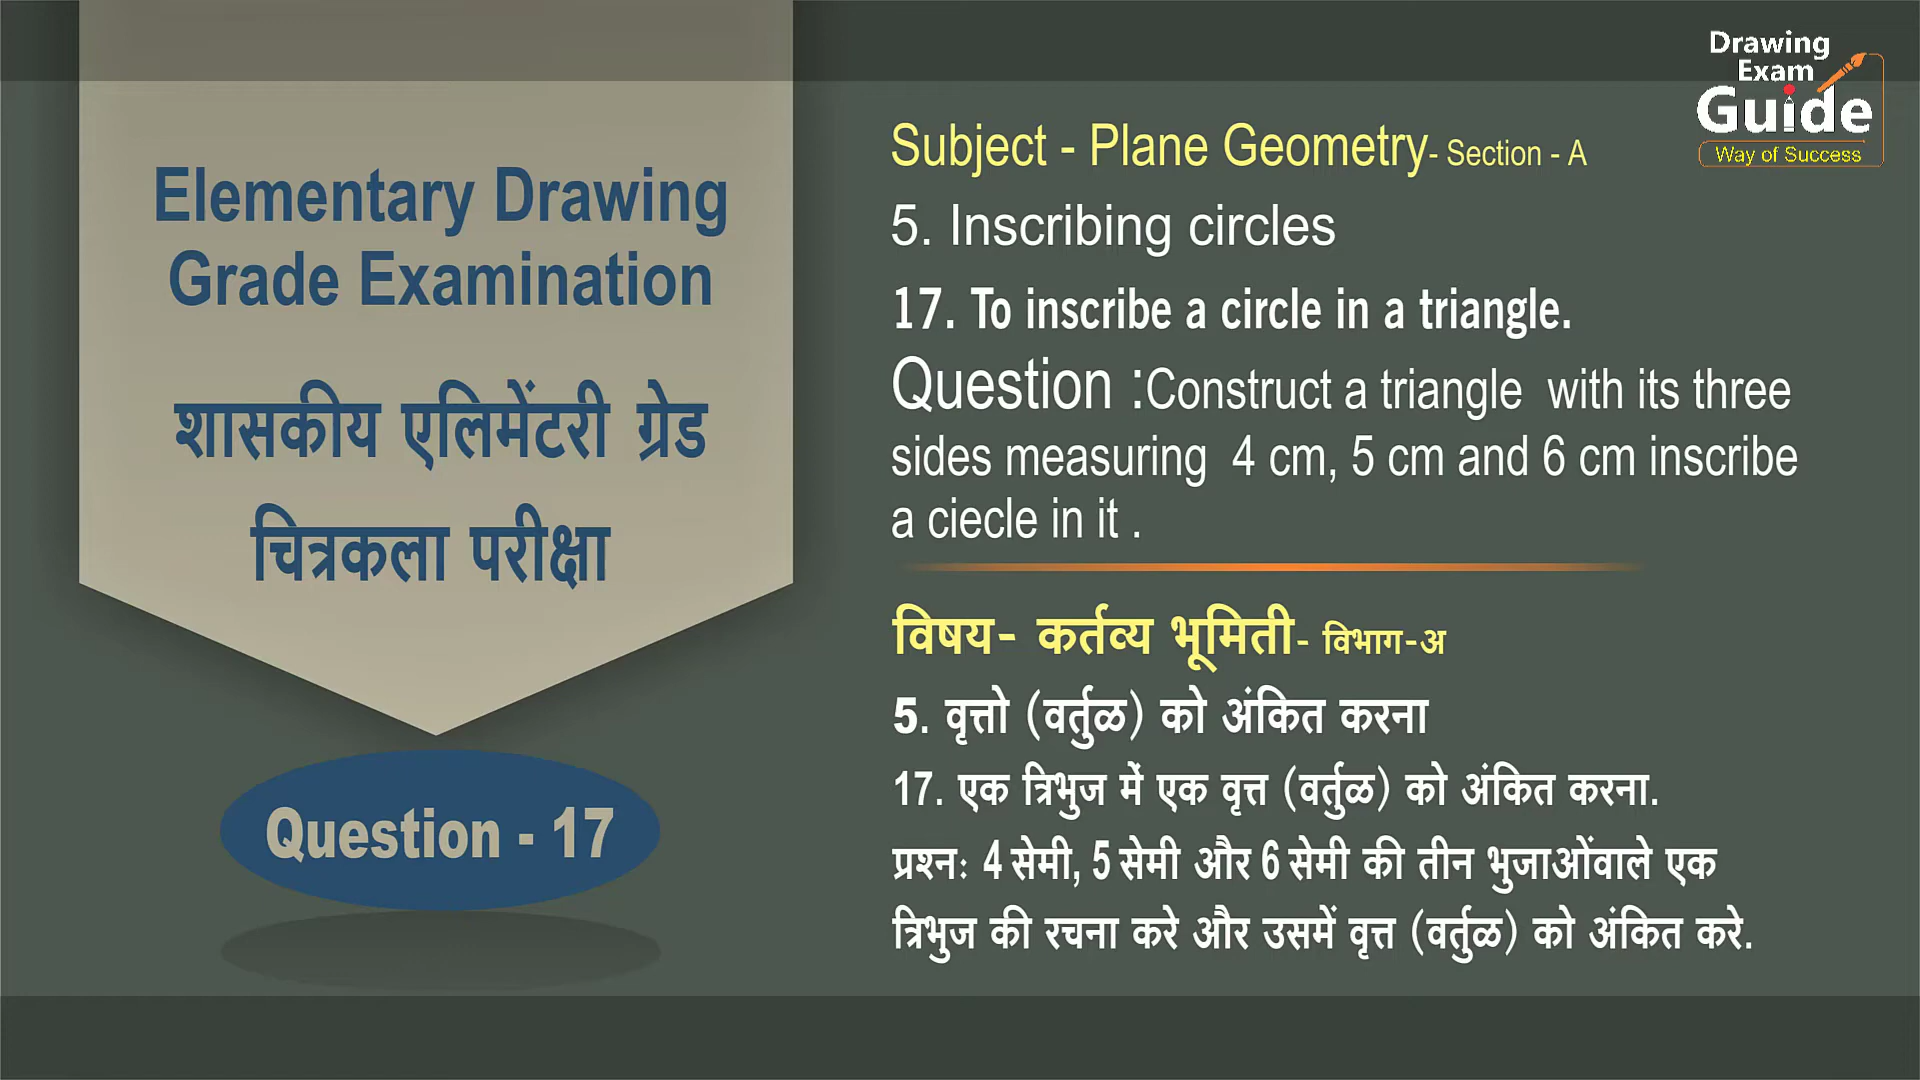 Drawing
Exam
Guide
Way of Success
Elementary Drawing
Grade Examination
शासकीय एलिमेंटरी ग्रेड
चित्रकला परीक्षा
Question - 17
Subject - Plane Geometry- Section - A
5. Inscribing circles
17. To inscribe a circle in a triangle.
Question :Construct a triangle with its three
sides measuring 4 cm, 5 cm and 6 cm inscribe
a ciecle in it .
विषय- कर्तव्य भूमिती- विभाग-अ
5. वृत्तो (वर्तुळ) को अंकित करना
17. एक त्रिभुज में एक वृत्त (वर्तुळ) को अंकित करना.
प्रश्नः 4 सेमी, 5 सेमी और 6 सेमी की तीन भुजाओंवाले एक
त्रिभुज की रचना करे और उसमें वृत्त (वर्तुळ) को अंकित करे.